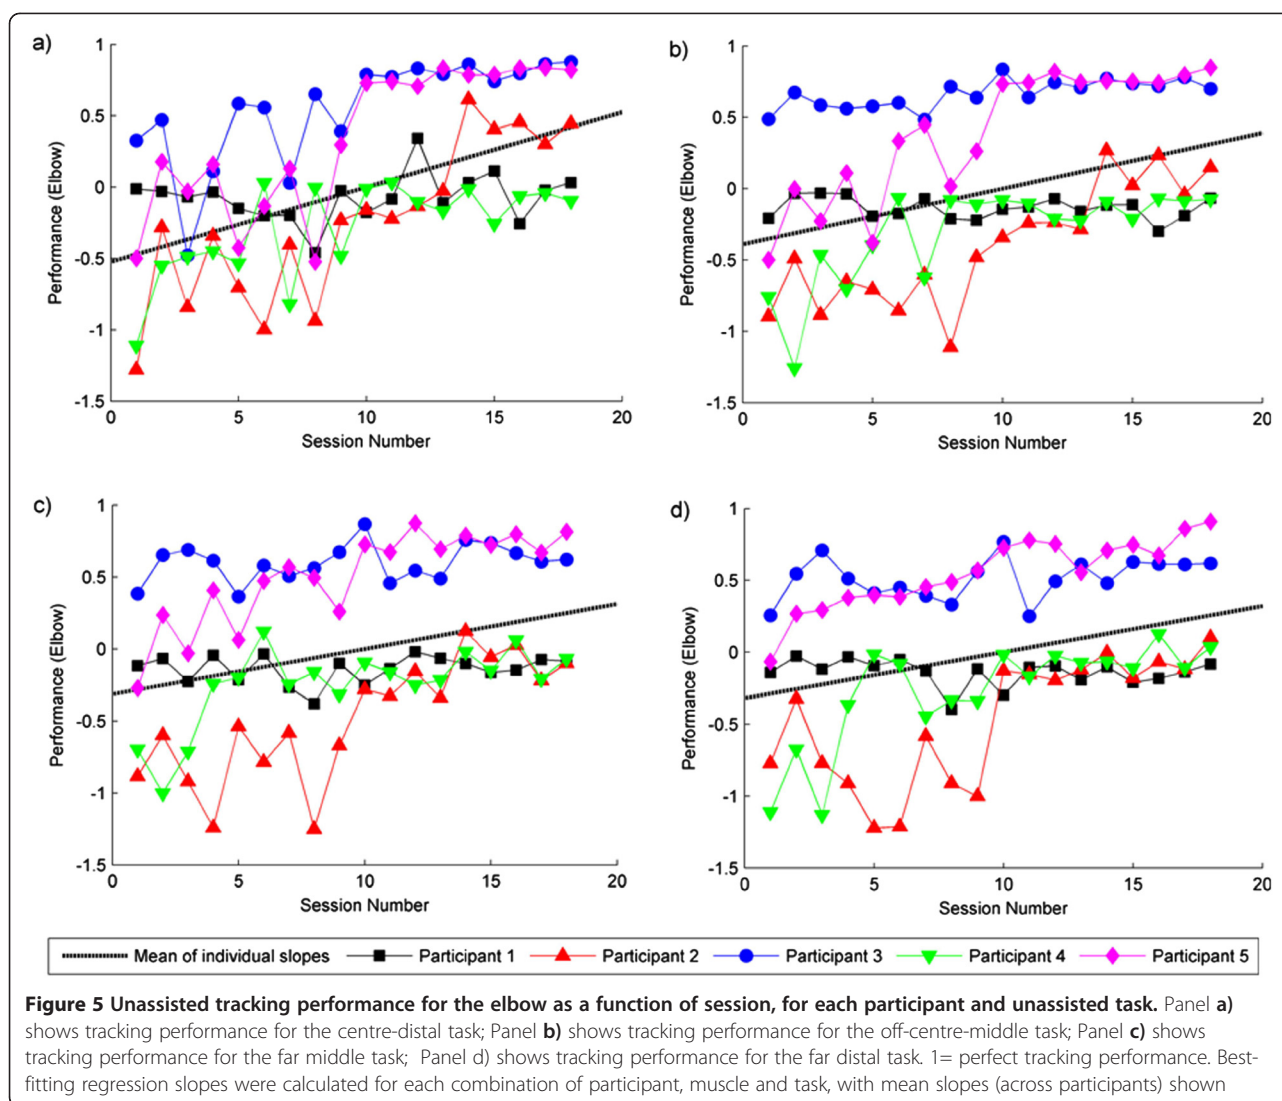 a)
1
0.5
0
-0.5
-1
-1.5
Performance (Elbow)
0 5 10 15 20
Session Number
b)
1
0.5
0
-0.5
-1
-1.5
Performance (Elbow)
0 5 10 15 20
Session Number
c)
1
0.5
0
-0.5
-1
-1.5
Performance (Elbow)
0 5 10 15 20
Session Number
d)
1
0.5
0
-0.5
-1
-1.5
Performance (Elbow)
0 5 10 15 20
Session Number
Mean of individual slopes Participant 1 Participant 2 Participant 3 Participant 4 Participant 5
Figure 5 Unassisted tracking performance for the elbow as a function of session, for each participant and unassisted task. Panel a)
shows tracking performance for the centre-distal task; Panel b) shows tracking performance for the off-centre-middle task; Panel c) shows
tracking performance for the far middle task; Panel d) shows tracking performance for the far distal task. 1= perfect tracking performance. Best-
fitting regression slopes were calculated for each combination of participant, muscle and task, with mean slopes (across participants) shown